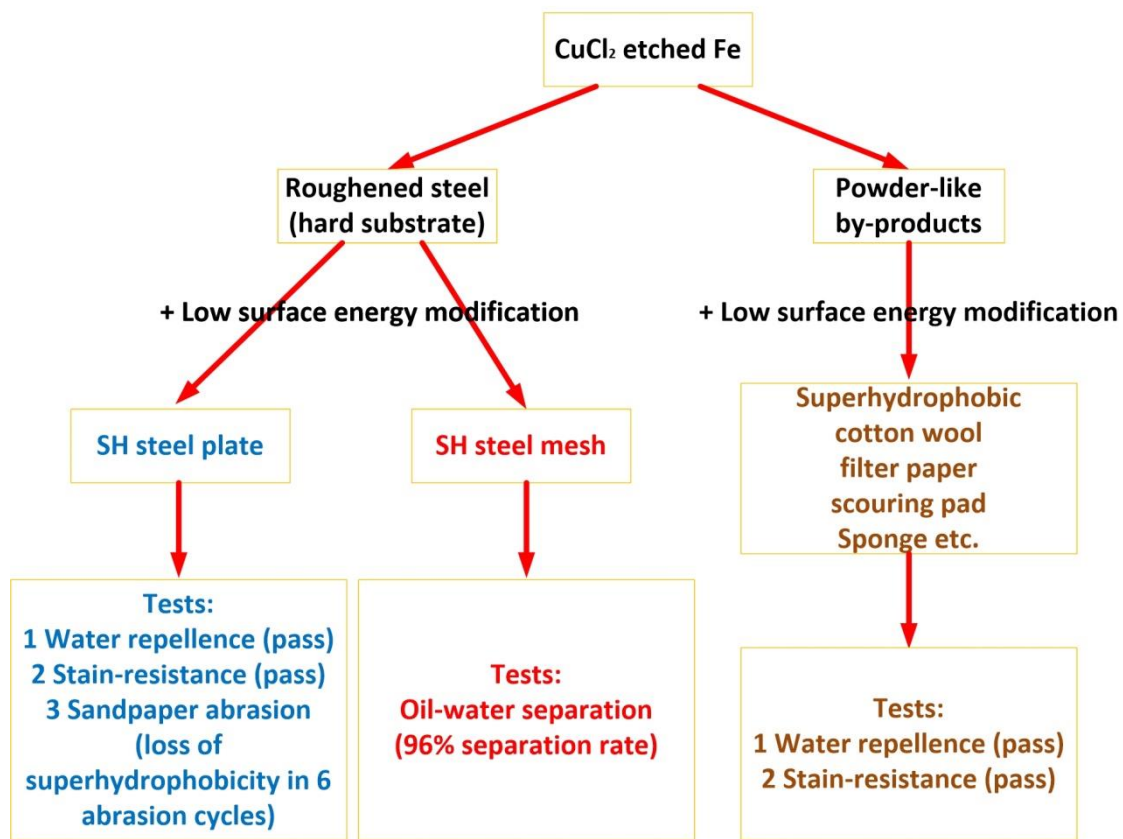 CuCl₂ etched Fe
Roughened steel
(hard substrate)
Powder-like
by-products
+ Low surface energy modification
+ Low surface energy modification
SH steel plate
SH steel mesh
Superhydrophobic
cotton wool
filter paper
scouring pad
Sponge etc.
Tests:
1 Water repellence (pass)
2 Stain-resistance (pass)
3 Sandpaper abrasion
(loss of
superhydrophobicity in 6
abrasion cycles)
Tests:
Oil-water separation
(96% separation rate)
Tests:
1 Water repellence (pass)
2 Stain-resistance (pass)